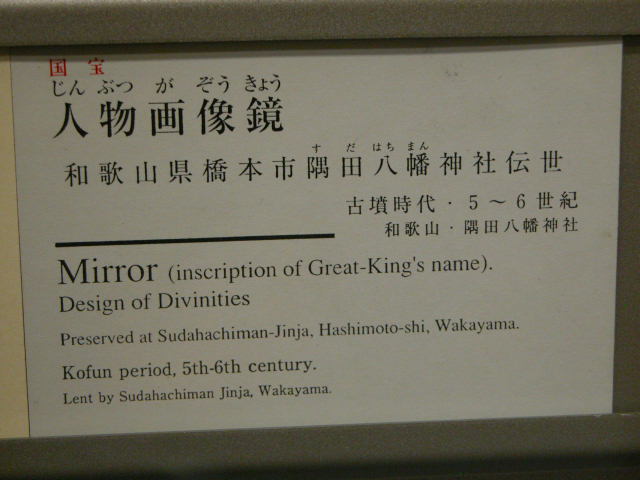 国宝
じんぶつがぞうきょう
人物画像鏡
すだはちまん
和歌山県橋本市隅田八幡神社伝世
古墳時代・5～6世紀
和歌山・隅田八幡神社
Mirror (inscription of Great-King's name).
Design of Divinities
Preserved at Sudahachiman-Jinja, Hashimoto-shi, Wakayama.
Kofun period, 5th-6th century.
Lent by Sudahachiman Jinja, Wakayama.